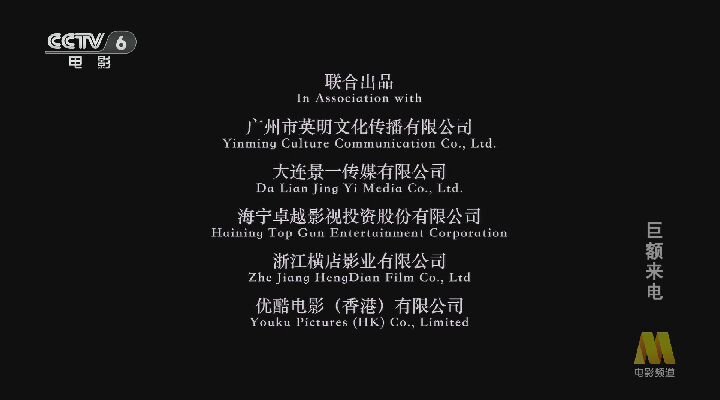 CCTV 6
电影
联合出品
In Association with
广州市英明文化传播有限公司
Yinming Culture Communication Co., Ltd.
大连景一传媒有限公司
Da Lian Jing Yi Media Co., Ltd.
海宁卓越影视投资股份有限公司
Haining Top Gun Entertainment Corporation
浙江横店影业有限公司
Zhe Jiang HengDian Film Co., Ltd
优酷电影（香港）有限公司
Youku Pictures (HK) Co., Limited
巨额来电
电影频道